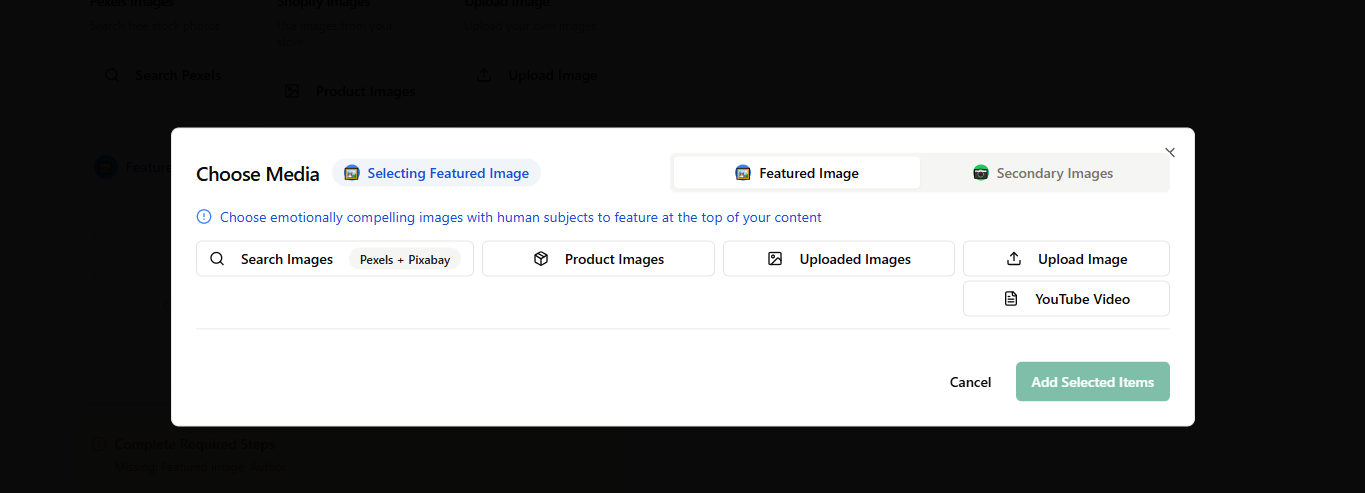 Pexels Images
Shopify Images
Upload Image
Search free stock photos
Use images from your
store
Upload your own images
Search Pexels
Product Images
Upload Image
Feature
Choose Media
Selecting Featured Image
Featured Image
Secondary Images
Choose emotionally compelling images with human subjects to feature at the top of your content
Search Images
Pexels + Pixabay
Product Images
Uploaded Images
Upload Image
YouTube Video
Cancel
Add Selected Items
Complete Required Steps
Missing: Featured Image, Author